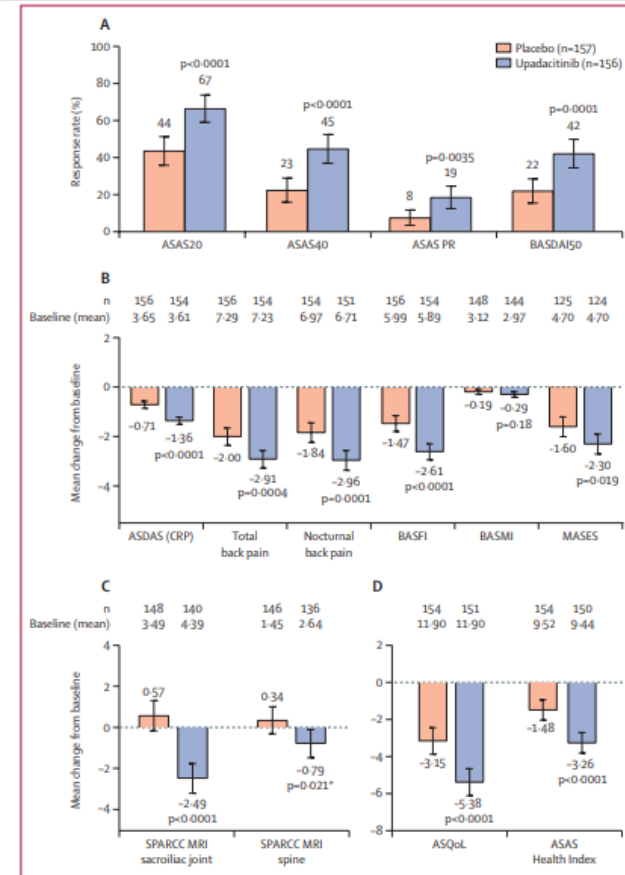 A
Placebo (n=157)
Upadacitinib (n=156)
Response rate (%)
100
80
60
40
20
0
44
p<0·0001
67
23
p<0·0001
45
8
p=0·0035
19
22
p=0·0001
42
ASAS20 ASAS40 ASAS PR BASDAI50
B
n 156 154 156 154 154 151 156 154 148 144 125 124
Baseline (mean) 3·65 3·61 7·29 7·23 6·97 6·71 5·99 5·89 3·12 2·97 4·70 4·70
Mean change from baseline
2
0
−2
−4
−0·71
−1·36
p<0·0001
−2·00
−2·91
p=0·0004
−1·84
−2·96
p=0·0001
−1·47
−2·61
p<0·0001
−0·19
−0·29
p=0·18
−1·60
−2·30
p=0·019
ASDAS (CRP) Total back pain Nocturnal back pain BASFI BASMI MASES
C
n 148 140 146 136
Baseline (mean) 3·49 4·39 1·45 2·64
Mean change from baseline
4
2
0
−2
−4
0·57
−2·49
p<0·0001
0·34
−0·79
p=0·021*
SPARCC MRI sacroiliac joint
SPARCC MRI spine
D
154 151 154 150
11·90 11·90 9·52 9·44
2
0
−2
−4
−6
−8
−3·15
−5·38
p<0·0001
−1·48
−3·26
p<0·0001
ASQoL
ASAS Health Index